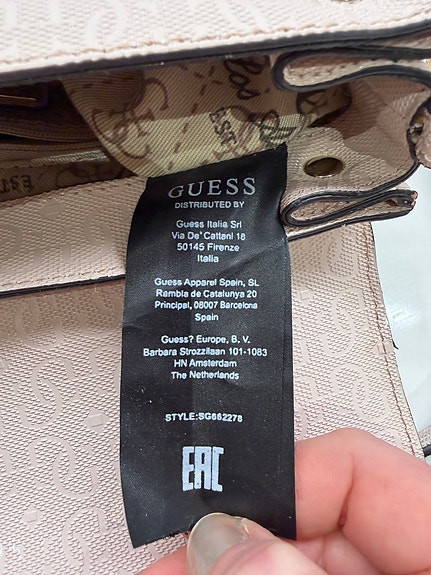 GUESS
DISTRIBUTED BY
Guess Italia Srl
Via De' Cattani 18
50145 Firenze
Italia
Guess Apparel Spain, SL
Rambla de Catalunya 20
Principal, 08007 Barcelona
Spain
Guess? Europe, B. V.
Barbara Strozzilaan 101-1083
HN Amsterdam
The Netherlands
STYLE:SG662278
EAC